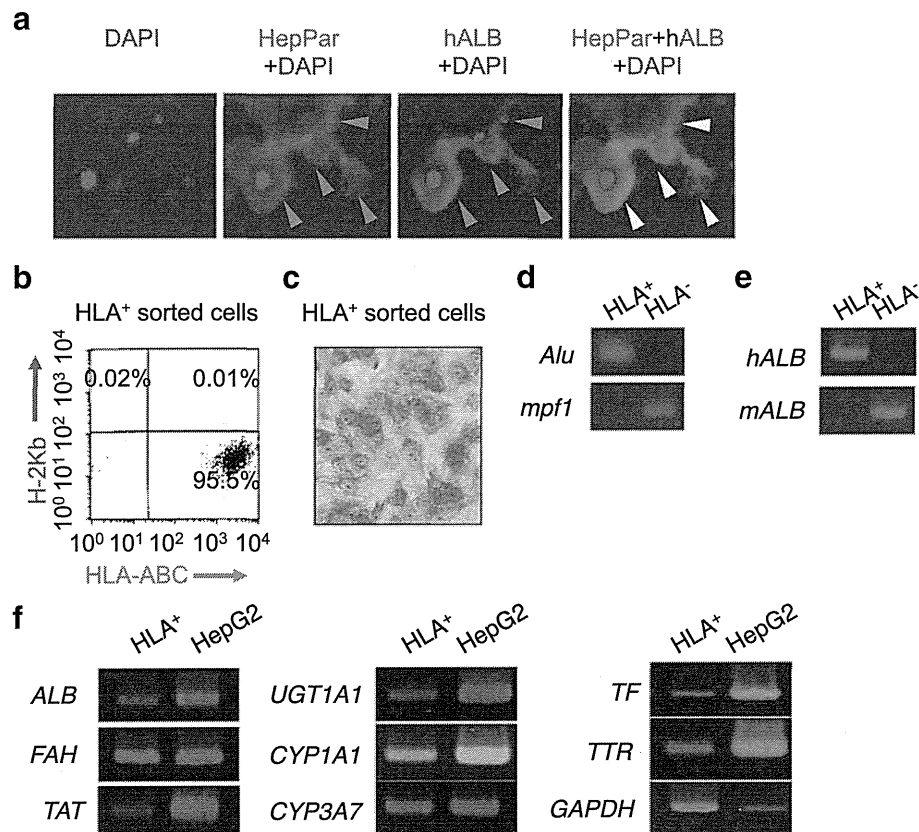 a
DAPI
HepPar
+DAPI
hALB
+DAPI
HepPar+hALB
+DAPI
b
HLA⁺ sorted cells
0.02%
0.01%
95.5%
H-2Kb
10⁰ 10¹ 10² 10³ 10⁴
10⁰ 10¹ 10² 10³ 10⁴
HLA-ABC
c
HLA⁺ sorted cells
d
HLA⁺
HLA⁻
Alu
mpf1
e
HLA⁺
HLA⁻
hALB
mALB
f
HLA⁺ HepG2
ALB
FAH
TAT
HLA⁺ HepG2
UGT1A1
CYP1A1
CYP3A7
HLA⁺ HepG2
TF
TTR
GAPDH